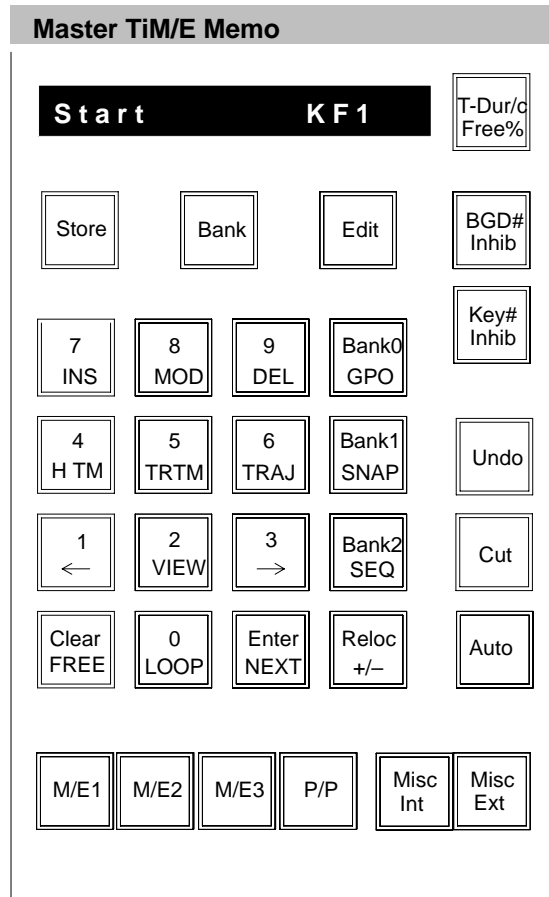 Master TiM/E Memo
Start KF1
T-Dur/c
Free%
Store
Bank
Edit
BGD#
Inhib
Key#
Inhib
7
INS
8
MOD
9
DEL
Bank0
GPO
4
H TM
5
TRTM
6
TRAJ
Bank1
SNAP
Undo
1
←
2
VIEW
3
→
Bank2
SEQ
Cut
Clear
FREE
0
LOOP
Enter
NEXT
Reloc
+/–
Auto
M/E1
M/E2
M/E3
P/P
Misc
Int
Misc
Ext